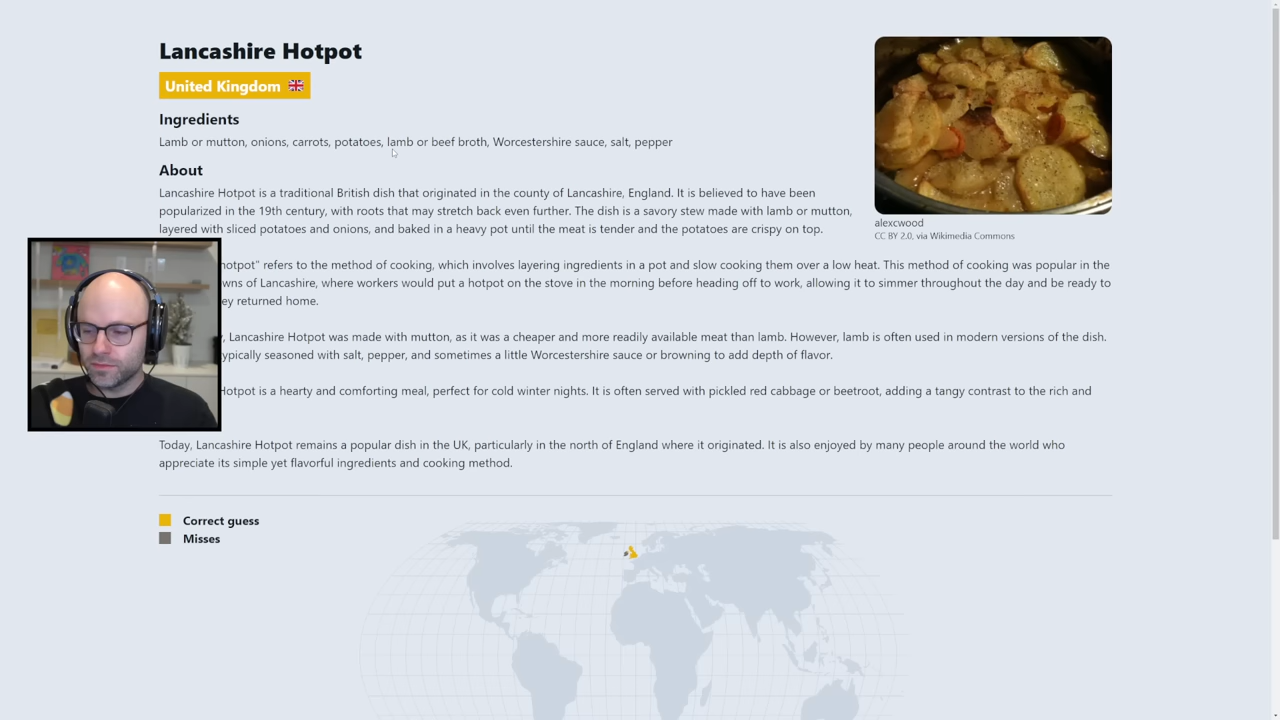 Lancashire Hotpot
United Kingdom
Ingredients
Lamb or mutton, onions, carrots, potatoes, lamb or beef broth, Worcestershire sauce, salt, pepper
About
Lancashire Hotpot is a traditional British dish that originated in the county of Lancashire, England. It is believed to have been
popularized in the 19th century, with roots that may stretch back even further. The dish is a savory stew made with lamb or mutton,
layered with sliced potatoes and onions, and baked in a heavy pot until the meat is tender and the potatoes are crispy on top.
alexcwood
CC BY 2.0, via Wikimedia Commons
hotpot" refers to the method of cooking, which involves layering ingredients in a pot and slow cooking them over a low heat. This method of cooking was popular in the
wns of Lancashire, where workers would put a hotpot on the stove in the morning before heading off to work, allowing it to simmer throughout the day and be ready to
ey returned home.
, Lancashire Hotpot was made with mutton, as it was a cheaper and more readily available meat than lamb. However, lamb is often used in modern versions of the dish.
ypically seasoned with salt, pepper, and sometimes a little Worcestershire sauce or browning to add depth of flavor.
Hotpot is a hearty and comforting meal, perfect for cold winter nights. It is often served with pickled red cabbage or beetroot, adding a tangy contrast to the rich and
Today, Lancashire Hotpot remains a popular dish in the UK, particularly in the north of England where it originated. It is also enjoyed by many people around the world who
appreciate its simple yet flavorful ingredients and cooking method.
Correct guess
Misses